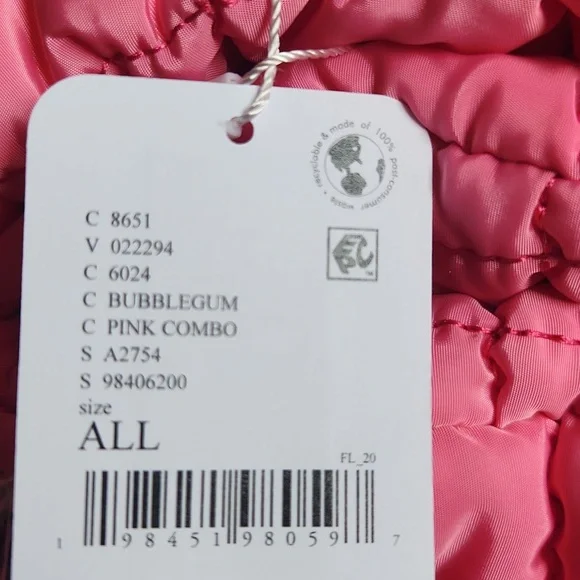 recyclable & made of 100% post-consumer waste
EPC™
C 8651
V 022294
C 6024
C BUBBLEGUM
C PINK COMBO
S A2754
S 98406200
size
ALL
FL_20
1 98451 98059 7